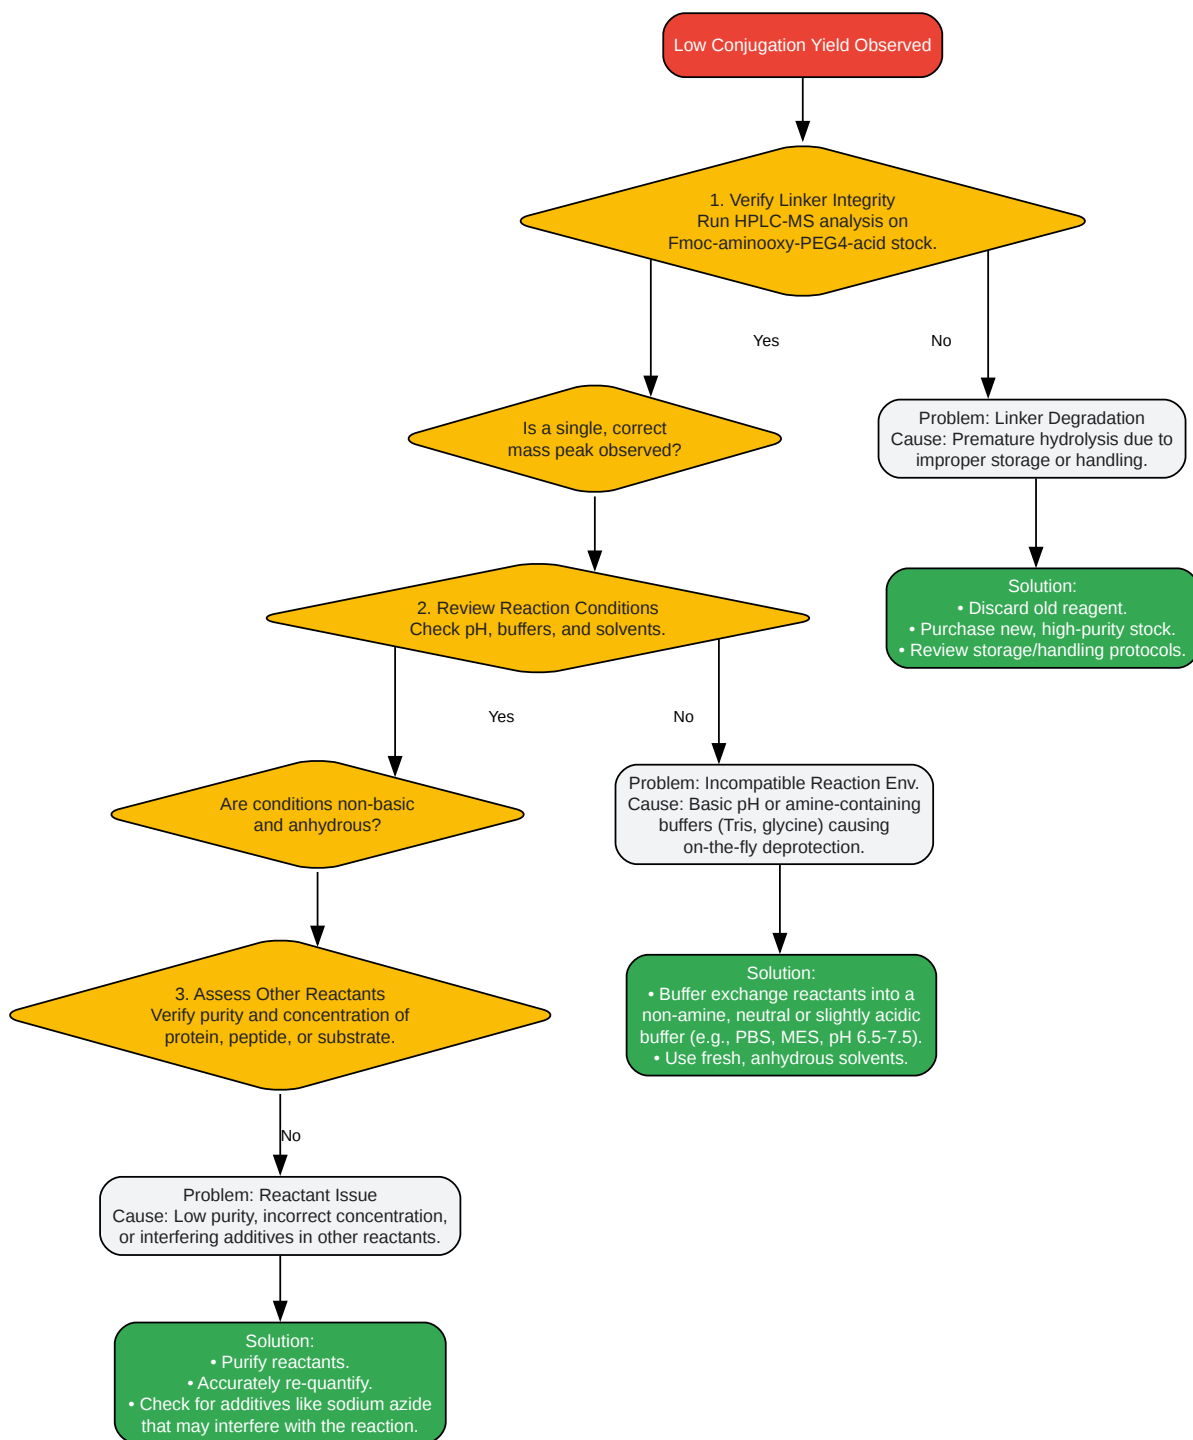 Low Conjugation Yield Observed
1. Verify Linker Integrity
Run HPLC-MS analysis on
Fmoc-aminooxy-PEG4-acid stock.
Yes
No
Is a single, correct
mass peak observed?
Problem: Linker Degradation
Cause: Premature hydrolysis due to
improper storage or handling.
Solution:
• Discard old reagent.
• Purchase new, high-purity stock.
• Review storage/handling protocols.
2. Review Reaction Conditions
Check pH, buffers, and solvents.
Yes
No
Are conditions non-basic
and anhydrous?
Problem: Incompatible Reaction Env.
Cause: Basic pH or amine-containing
buffers (Tris, glycine) causing
on-the-fly deprotection.
Solution:
• Buffer exchange reactants into a
non-amine, neutral or slightly acidic
buffer (e.g., PBS, MES, pH 6.5-7.5).
• Use fresh, anhydrous solvents.
3. Assess Other Reactants
Verify purity and concentration of
protein, peptide, or substrate.
No
Problem: Reactant Issue
Cause: Low purity, incorrect concentration,
or interfering additives in other reactants.
Solution:
• Purify reactants.
• Accurately re-quantify.
• Check for additives like sodium azide
that may interfere with the reaction.